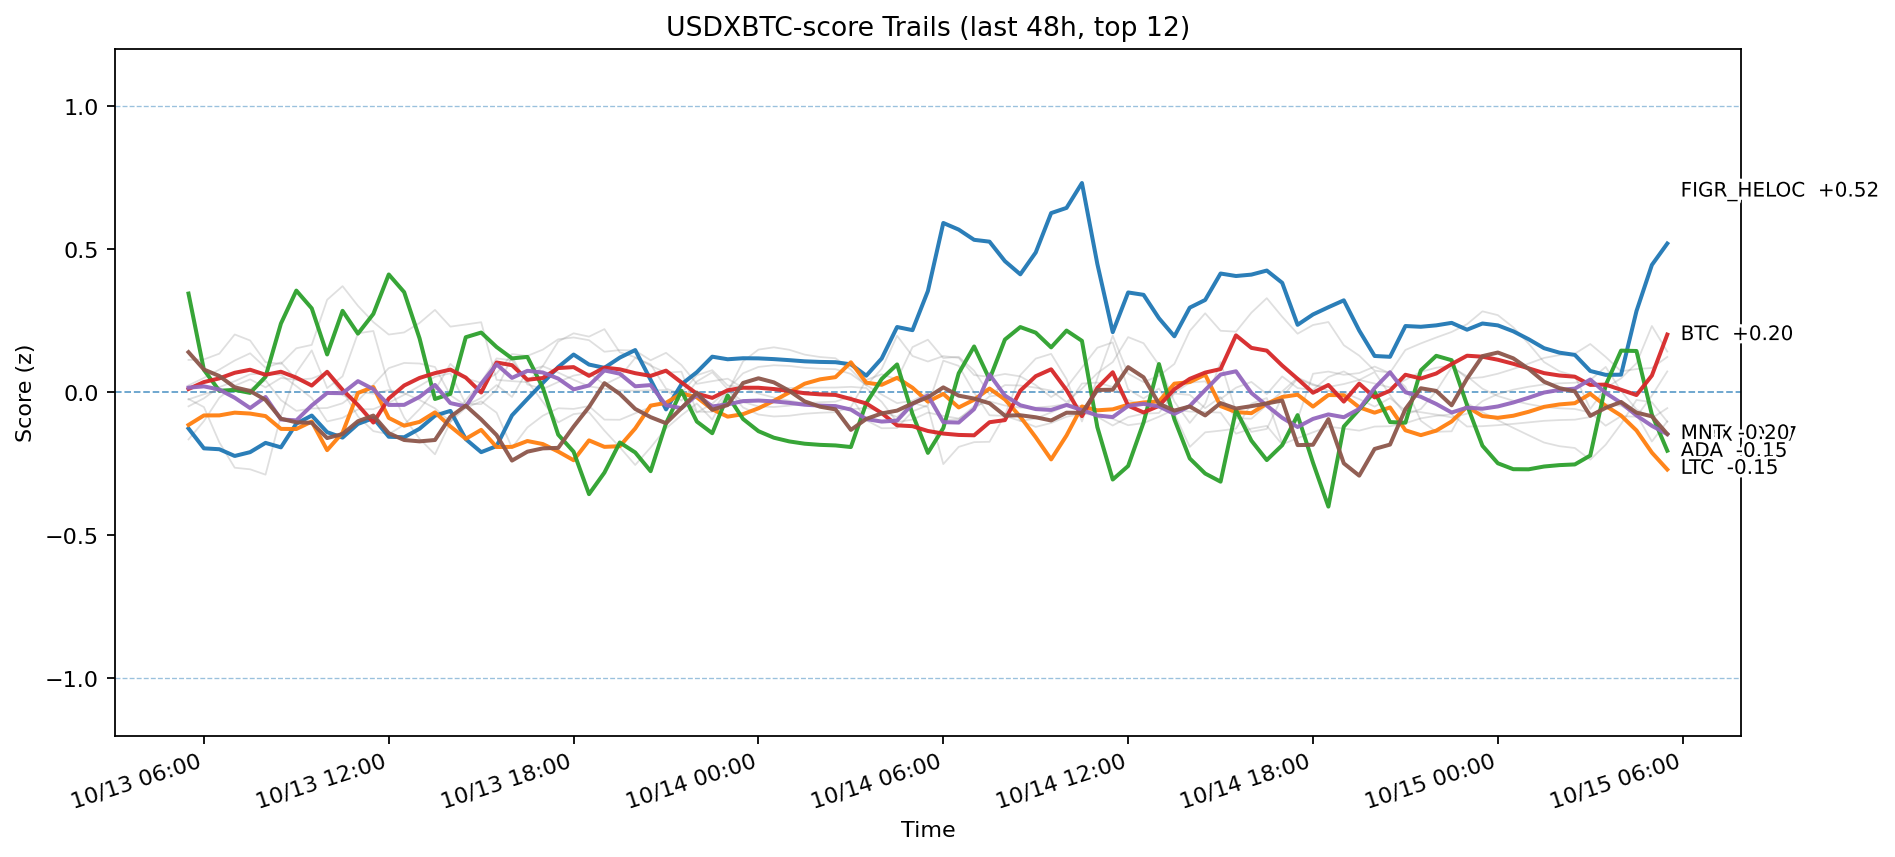 USDXBTC-score Trails (last 48h, top 12)
Score (z)
1.0
0.5
0.0
−0.5
−1.0
FIGR_HELOC +0.52
BTC +0.20
ADA -0.15
LTC -0.15
10/13 06:00
10/13 12:00
10/13 18:00
10/14 00:00
10/14 06:00
10/14 12:00
10/14 18:00
10/15 00:00
10/15 06:00
Time